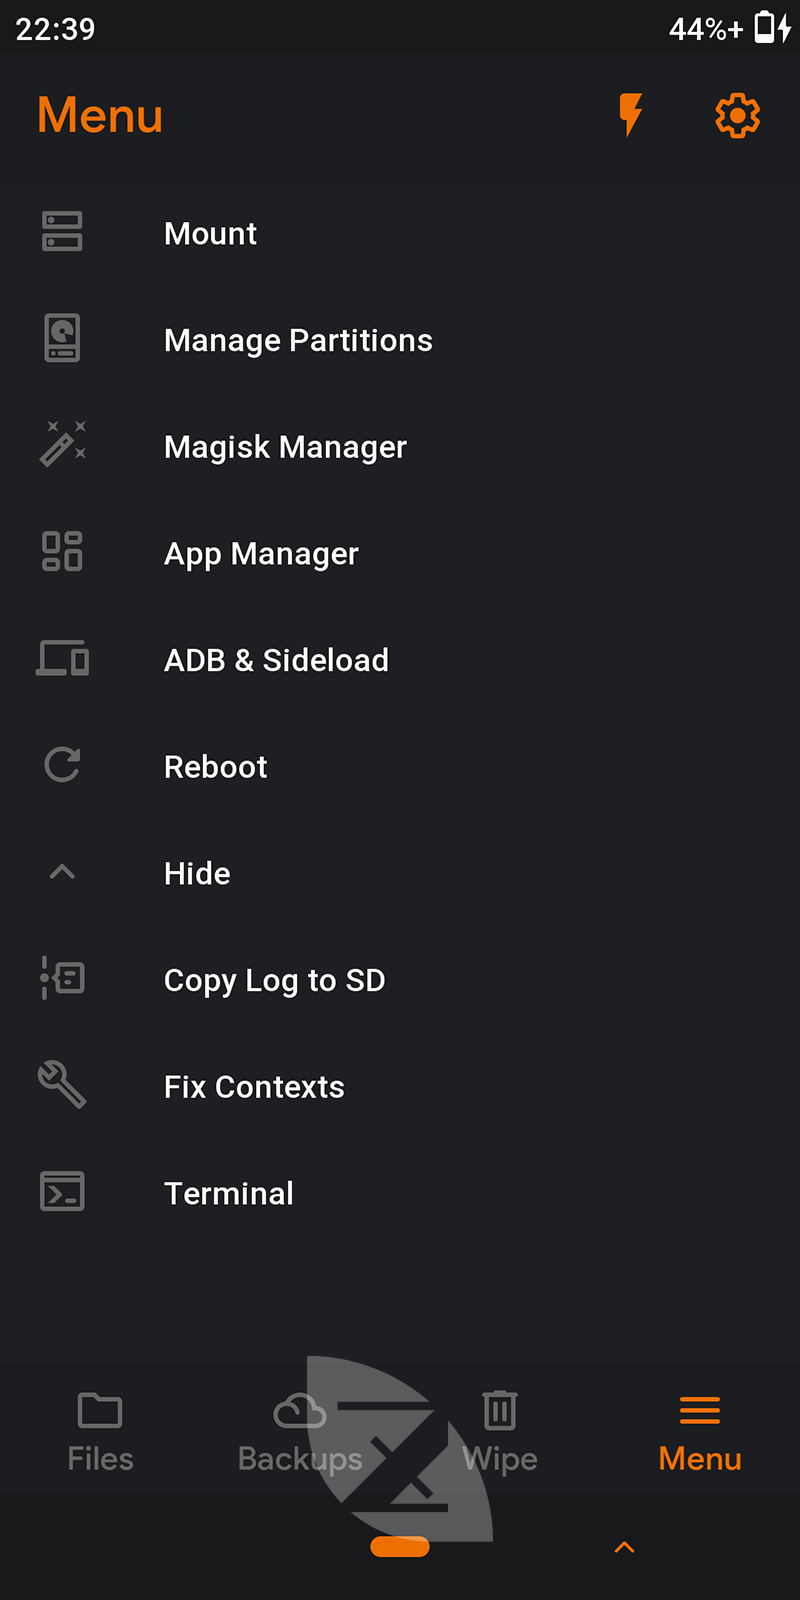 22:39
44%+
Menu
Mount
Manage Partitions
Magisk Manager
App Manager
ADB & Sideload
Reboot
Hide
Copy Log to SD
Fix Contexts
Terminal
Files
Backups
Wipe
Menu